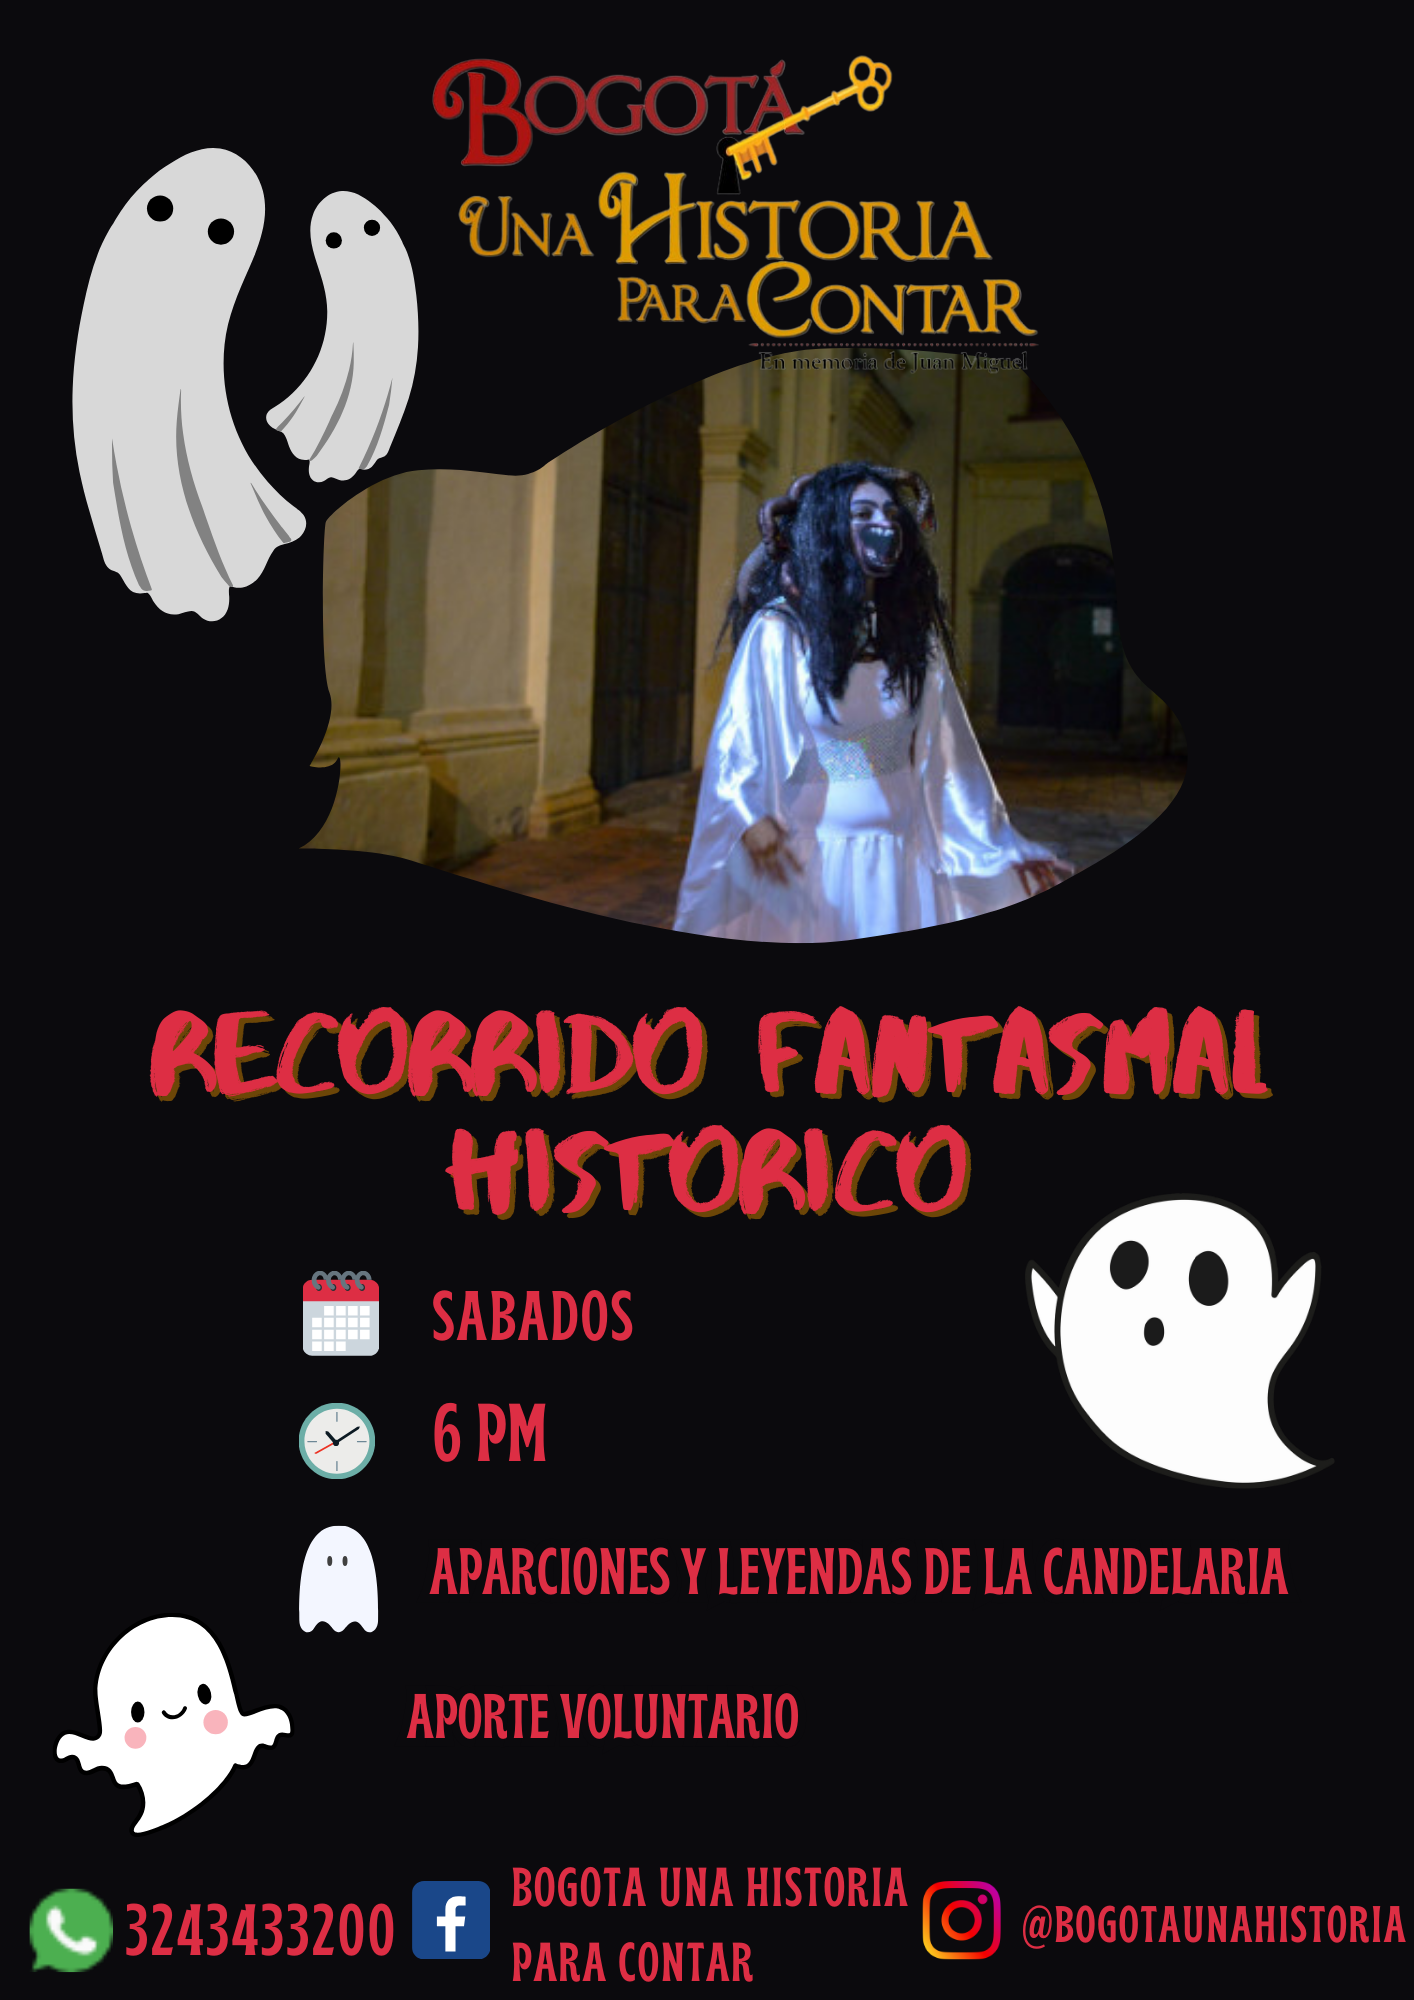 BOGOTÁ
UNA HISTORIA
PARA CONTAR
En memoria de Juan Miguel
RECORRIDO FANTASMAL
HISTORICO
SABADOS
6 PM
APARCIONES Y LEYENDAS DE LA CANDELARIA
APORTE VOLUNTARIO
3243433200
BOGOTA UNA HISTORIA
PARA CONTAR
@BOGOTAUNAHISTORIA